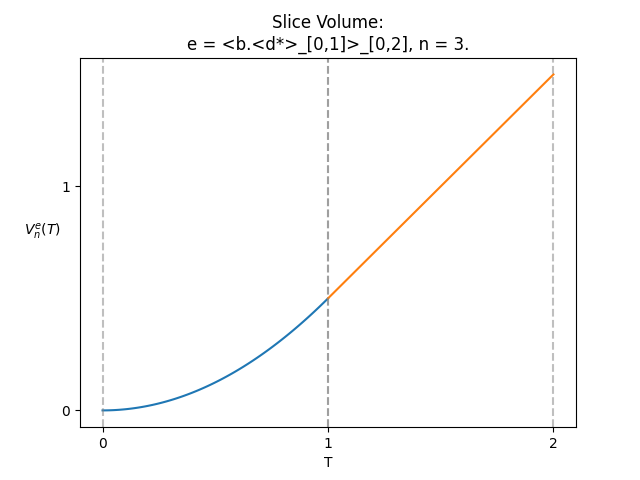 Slice Volume:
e = <b.<d*>_[0,1]>_[0,2], n = 3.
1
$V_n^e(T)$
0
0 1 2
T